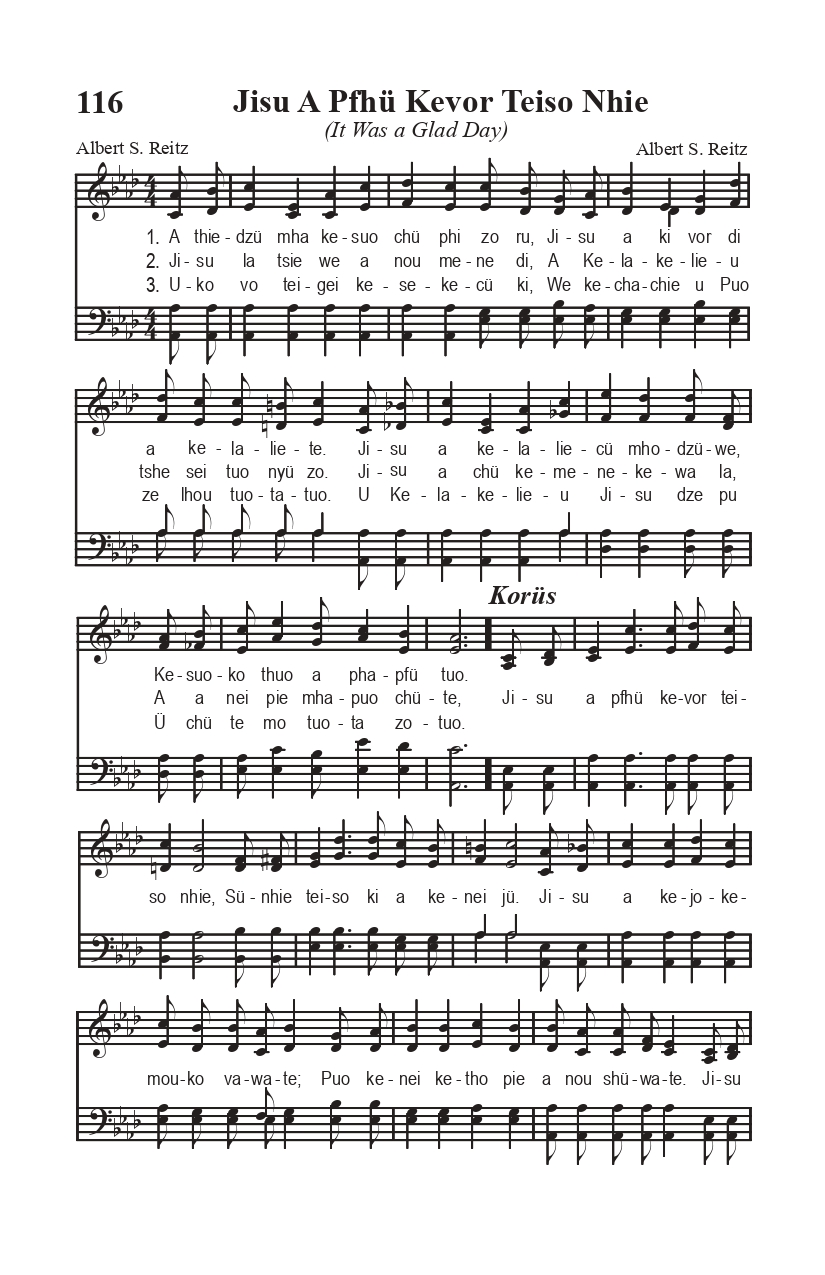 116 Jisu A Pfhü Kevor Teiso Nhie
(It Was a Glad Day)
Albert S. Reitz Albert S. Reitz
1. A thie-dzü mha ke-suo chü phi zo ru, Ji-su a ki vor di
2. Ji-su la tsie we a nou me-ne di, A Ke-la-ke-lie-u
3. U-ko vo tei-gei ke-se-ke-cü ki, We ke-cha-chie u Puo
a ke-la-lie-te. Ji-su a ke-la-lie-cü mho-dzü-we,
tshe sei tuo nyü zo. Ji-su a chü ke-me-ne-ke-wa la,
ze lhou tuo-ta-tuo. U Ke-la-ke-lie-u Ji-su dze pu
Korüs
Ke-suo-ko thuo a pha-pfü tuo.
A a nei pie mha-puo chü-te, Ji-su a pfhü ke-vor tei-
Ü chü te mo tuo-ta zo-tuo.
so nhie, Sü-nhie tei-so ki a ke-nei jü. Ji-su a ke-jo-ke-
mou-ko va-wa-te; Puo ke-nei ke-tho pie a nou shü-wa-te. Ji-su